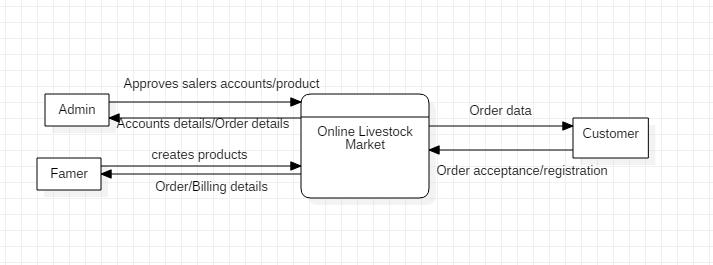 Approves salers accounts/product
Admin
Accounts details/Order details
Online Livestock
Market
Order data
Customer
Order acceptance/registration
creates products
Famer
Order/Billing details